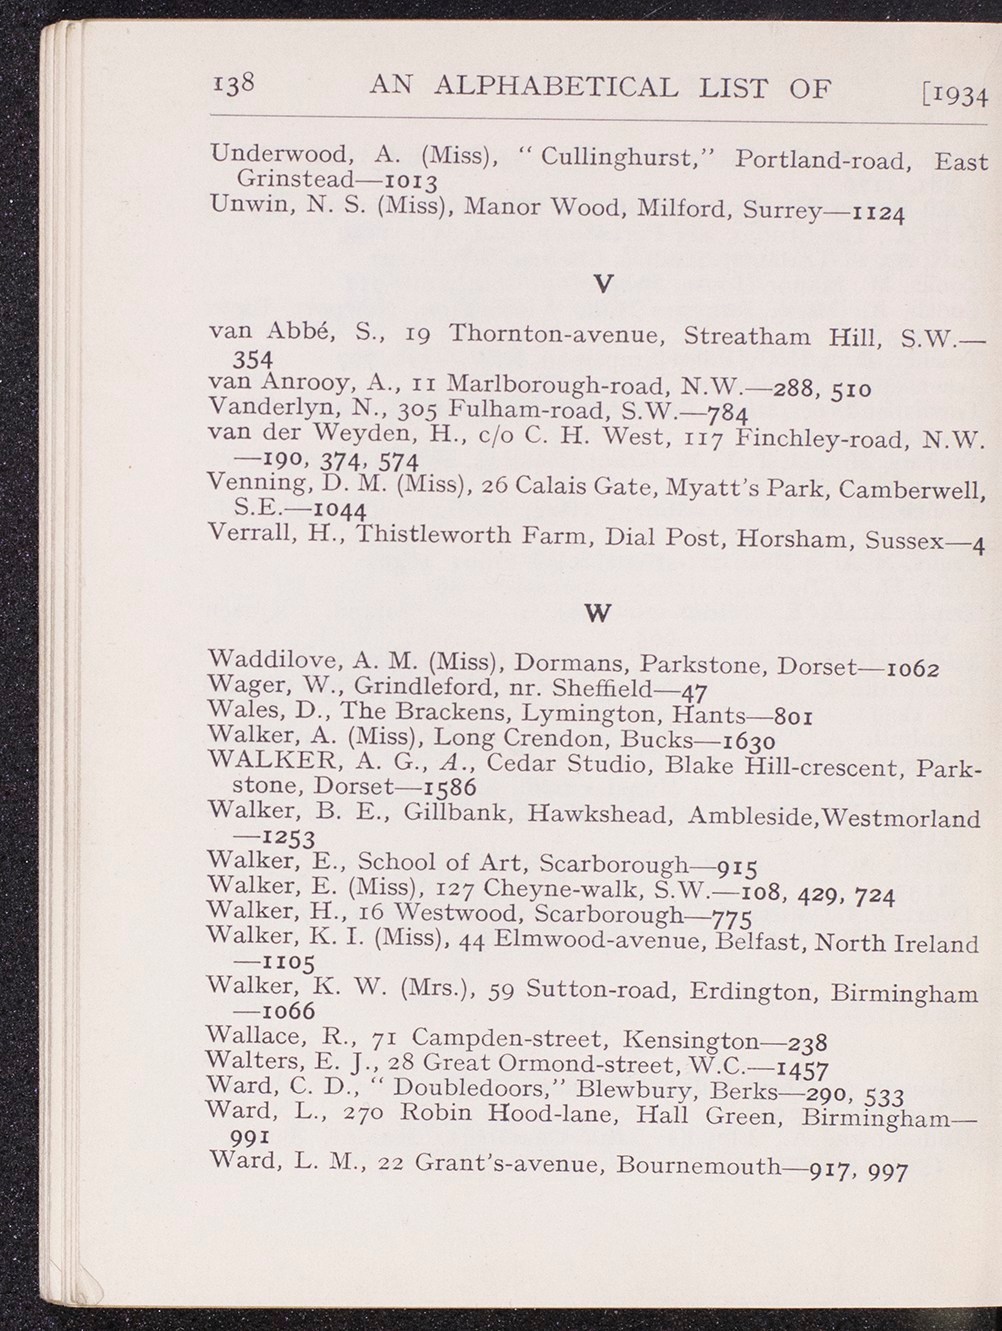 138 AN ALPHABETICAL LIST OF [1934
Underwood, A. (Miss), “ Cullinghurst,” Portland-road, East
Grinstead—1013
Unwin, N. S. (Miss), Manor Wood, Milford, Surrey—1124
V
van Abbé, S., 19 Thornton-avenue, Streatham Hill, S.W.—
354
van Anrooy, A., 11 Marlborough-road, N.W.—288, 510
Vanderlyn, N., 305 Fulham-road, S.W.—784
van der Weyden, H., c/o C. H. West, 117 Finchley-road, N.W.
—190, 374, 574
Venning, D. M. (Miss), 26 Calais Gate, Myatt’s Park, Camberwell,
S.E.—1044
Verrall, H., Thistleworth Farm, Dial Post, Horsham, Sussex—4
W
Waddilove, A. M. (Miss), Dormans, Parkstone, Dorset—1062
Wager, W., Grindleford, nr. Sheffield—47
Wales, D., The Brackens, Lymington, Hants—801
Walker, A. (Miss), Long Crendon, Bucks—1630
WALKER, A. G., A., Cedar Studio, Blake Hill-crescent, Park-
stone, Dorset—1586
Walker, B. E., Gillbank, Hawkshead, Ambleside,Westmorland
—1253
Walker, E., School of Art, Scarborough—915
Walker, E. (Miss), 127 Cheyne-walk, S.W.—108, 429, 724
Walker, H., 16 Westwood, Scarborough—775
Walker, K. I. (Miss), 44 Elmwood-avenue, Belfast, North Ireland
—1105
Walker, K. W. (Mrs.), 59 Sutton-road, Erdington, Birmingham
—1066
Wallace, R., 71 Campden-street, Kensington—238
Walters, E. J., 28 Great Ormond-street, W.C.—1457
Ward, C. D., “ Doubledoors,” Blewbury, Berks—290, 533
Ward, L., 270 Robin Hood-lane, Hall Green, Birmingham—
991
Ward, L. M., 22 Grant’s-avenue, Bournemouth—917, 997